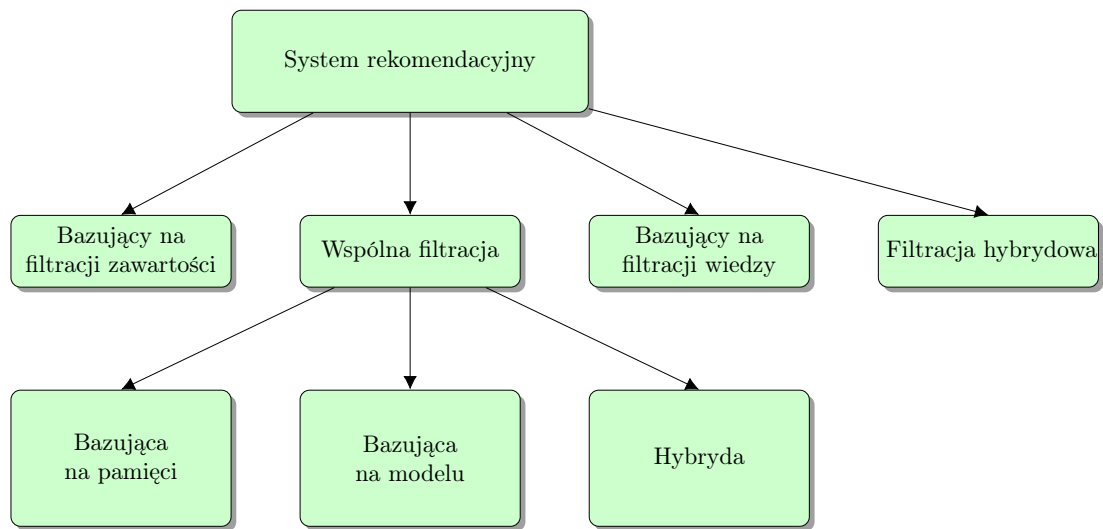 System rekomendacyjny
Bazujący na
filtracji zawartości
Wspólna filtracja
Bazujący na
filtracji wiedzy
Filtracja hybrydowa
Bazująca
na pamięci
Bazująca
na modelu
Hybryda